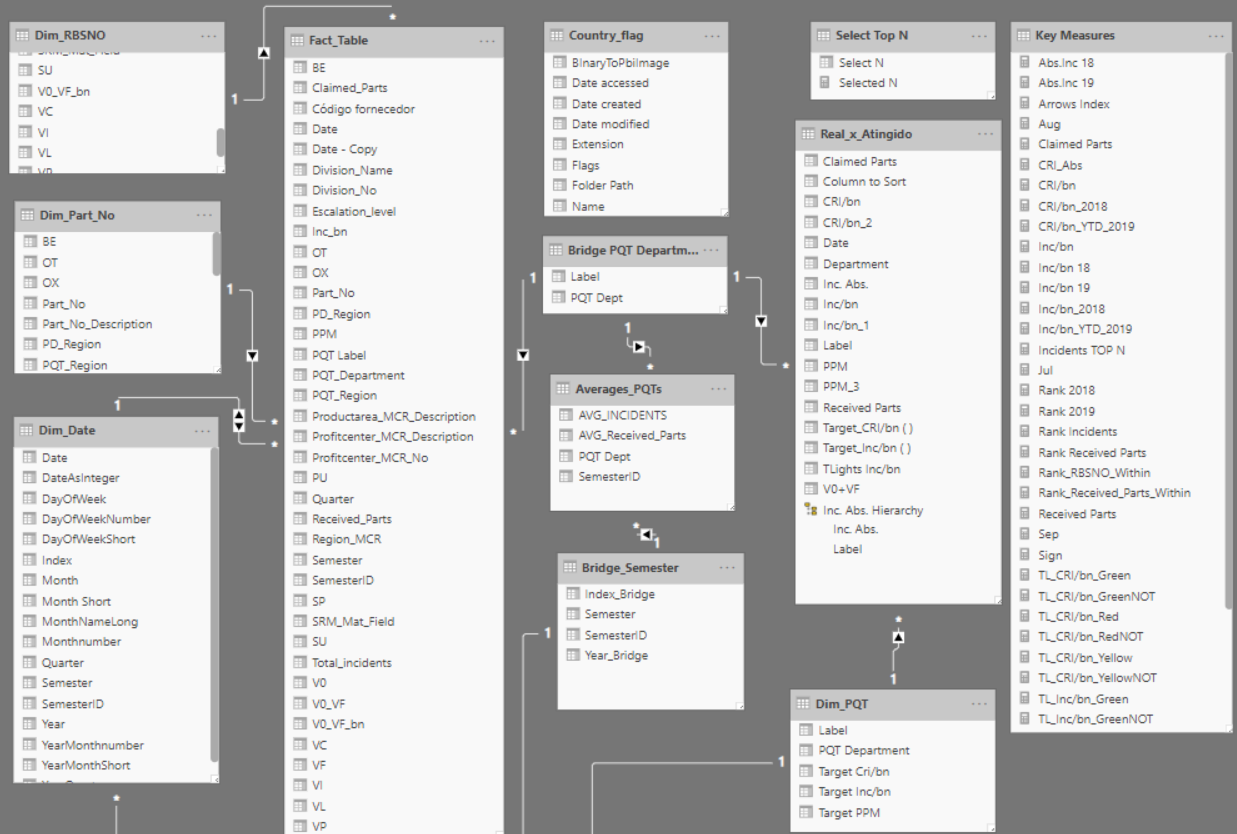 Dim_RBSNO
SU
V0_VF_bn
VC
VI
VL
VP
1
*
Dim_Part_No
BE
OT
OX
Part_No
Part_No_Description
PD_Region
PQT_Region
1
*
Dim_Date
Date
DateAsInteger
DayOfWeek
DayOfWeekNumber
DayOfWeekShort
Index
Month
Month Short
MonthNameLong
Monthnumber
Quarter
Semester
SemesterID
Year
YearMonthnumber
YearMonthShort
1
*
*
Fact_Table
BE
Claimed_Parts
Código fornecedor
Date
Date - Copy
Division_Name
Division_No
Escalation_level
Inc_bn
OT
OX
Part_No
PD_Region
PPM
PQT Label
PQT_Department
PQT_Region
Productarea_MCR_Description
Profitcenter_MCR_Description
Profitcenter_MCR_No
PU
Quarter
Received_Parts
Region_MCR
Semester
SemesterID
SP
SRM_Mat_Field
SU
Total_incidents
V0
V0_VF
V0_VF_bn
VC
VF
VI
VL
VP
Country_flag
BInaryToPbiImage
Date accessed
Date created
Date modified
Extension
Flags
Folder Path
Name
Bridge PQT Departm...
Label
PQT Dept
1
*
1
*
1
*
Averages_PQTs
AVG_INCIDENTS
AVG_Received_Parts
PQT Dept
SemesterID
*
1
Bridge_Semester
Index_Bridge
Semester
SemesterID
Year_Bridge
1
Select Top N
Select N
Selected N
Real_x_Atingido
Claimed Parts
Column to Sort
CRI/bn
CRI/bn_2
Date
Department
Inc. Abs.
Inc/bn
Inc/bn_1
Label
PPM
PPM_3
Received Parts
Target_CRI/bn ( )
Target_Inc/bn ( )
TLights Inc/bn
V0+VF
Inc. Abs. Hierarchy
Inc. Abs.
Label
*
1
Dim_PQT
Label
PQT Department
Target Cri/bn
Target Inc/bn
Target PPM
1
Key Measures
Abs.Inc 18
Abs.Inc 19
Arrows Index
Aug
Claimed Parts
CRI_Abs
CRI/bn
CRI/bn_2018
CRI/bn_YTD_2019
Inc/bn
Inc/bn 18
Inc/bn 19
Inc/bn_2018
Inc/bn_YTD_2019
Incidents TOP N
Jul
Rank 2018
Rank 2019
Rank Incidents
Rank Received Parts
Rank_RBSNO_Within
Rank_Received_Parts_Within
Received Parts
Sep
Sign
TL_CRI/bn_Green
TL_CRI/bn_GreenNOT
TL_CRI/bn_Red
TL_CRI/bn_RedNOT
TL_CRI/bn_Yellow
TL_CRI/bn_YellowNOT
TL_Inc/bn_Green
TL_Inc/bn_GreenNOT